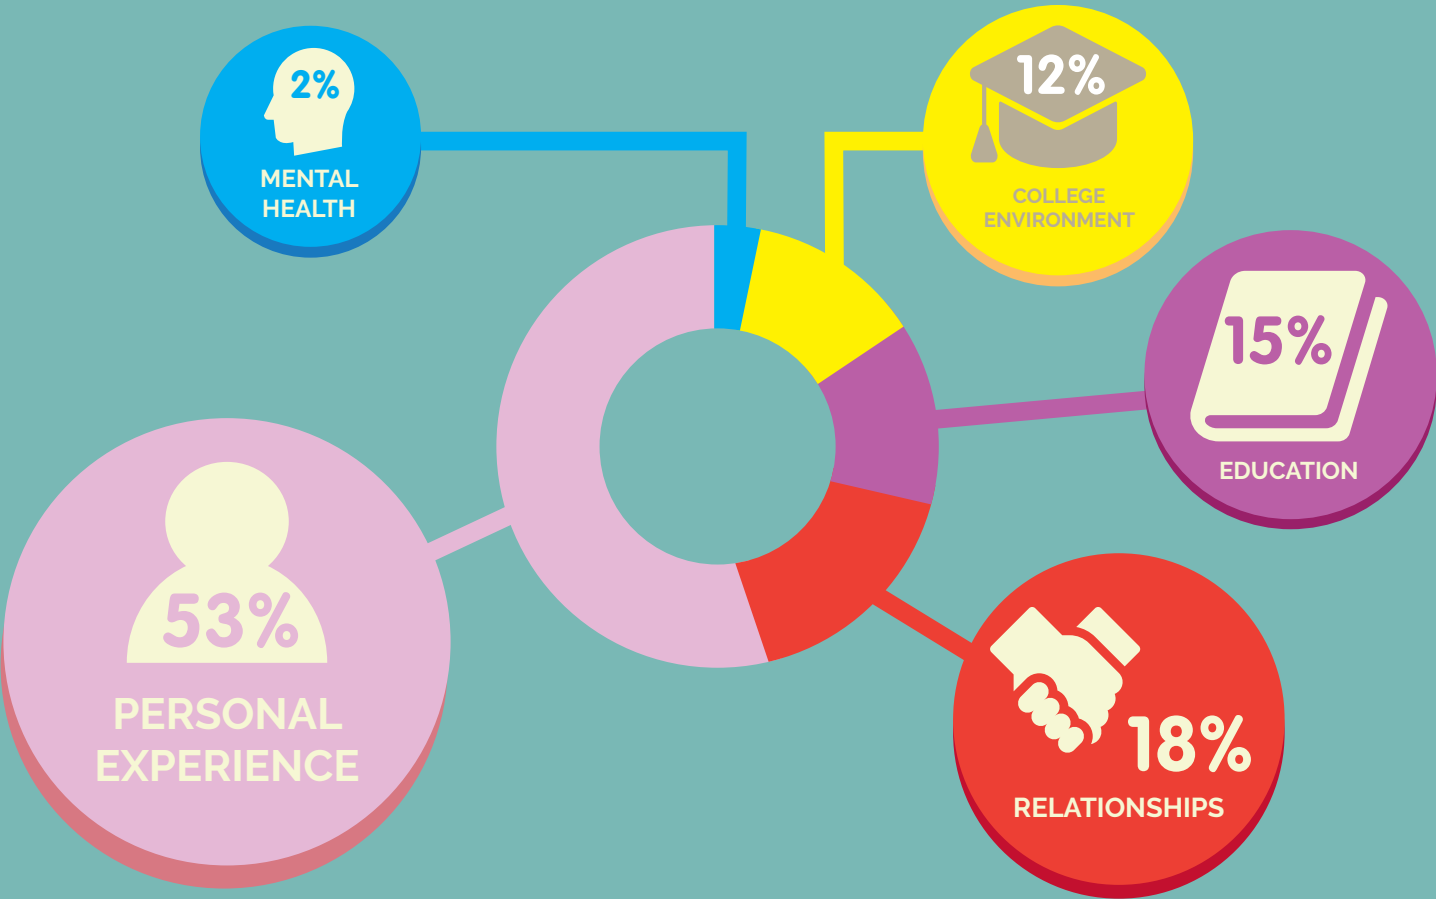 2%
MENTAL
HEALTH
12%
COLLEGE
ENVIRONMENT
15%
EDUCATION
53%
PERSONAL
EXPERIENCE
18%
RELATIONSHIPS